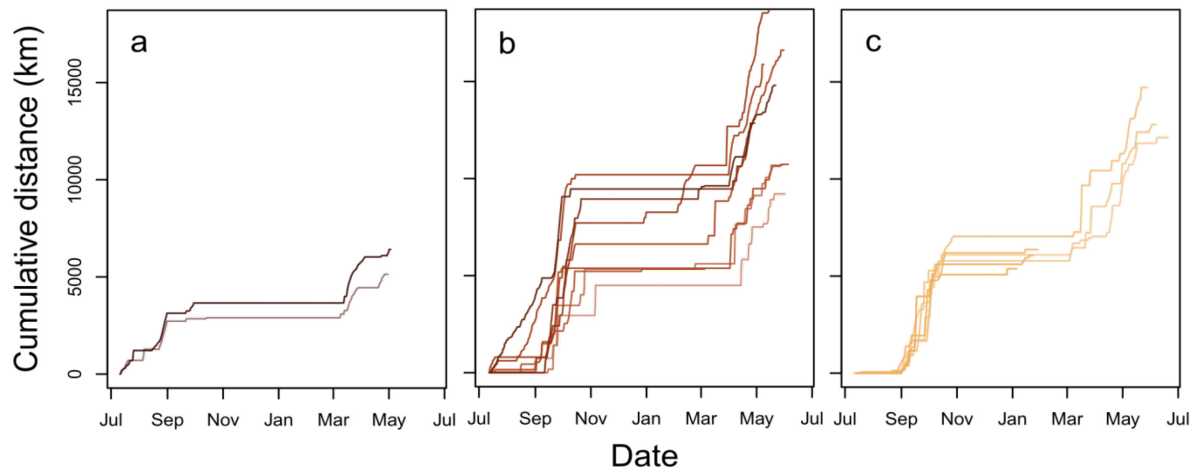 Cumulative distance (km)
0
5000
10000
15000
a
b
c
Jul Sep Nov Jan Mar May Jul
Jul Sep Nov Jan Mar May Jul
Jul Sep Nov Jan Mar May Jul
Date